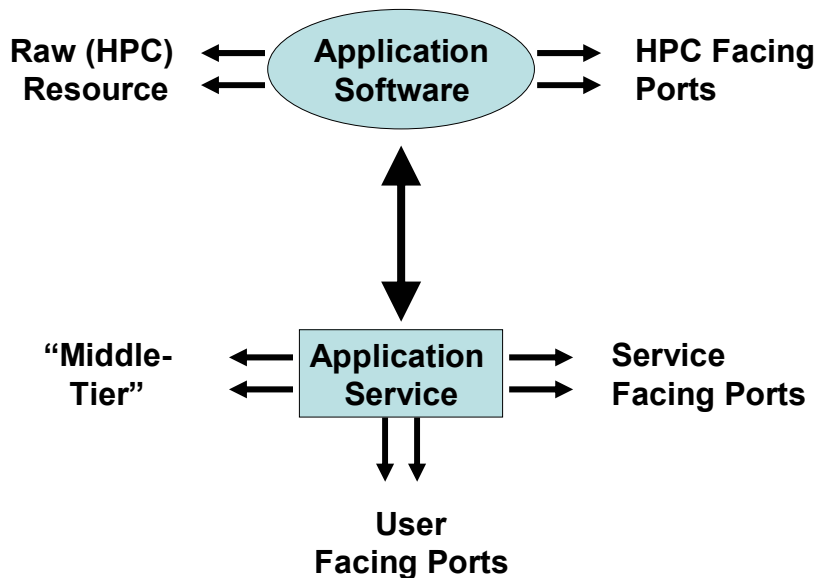 Raw (HPC)
Resource
Application
Software
HPC Facing
Ports
“Middle-
Tier”
Application
Service
Service
Facing Ports
User
Facing Ports